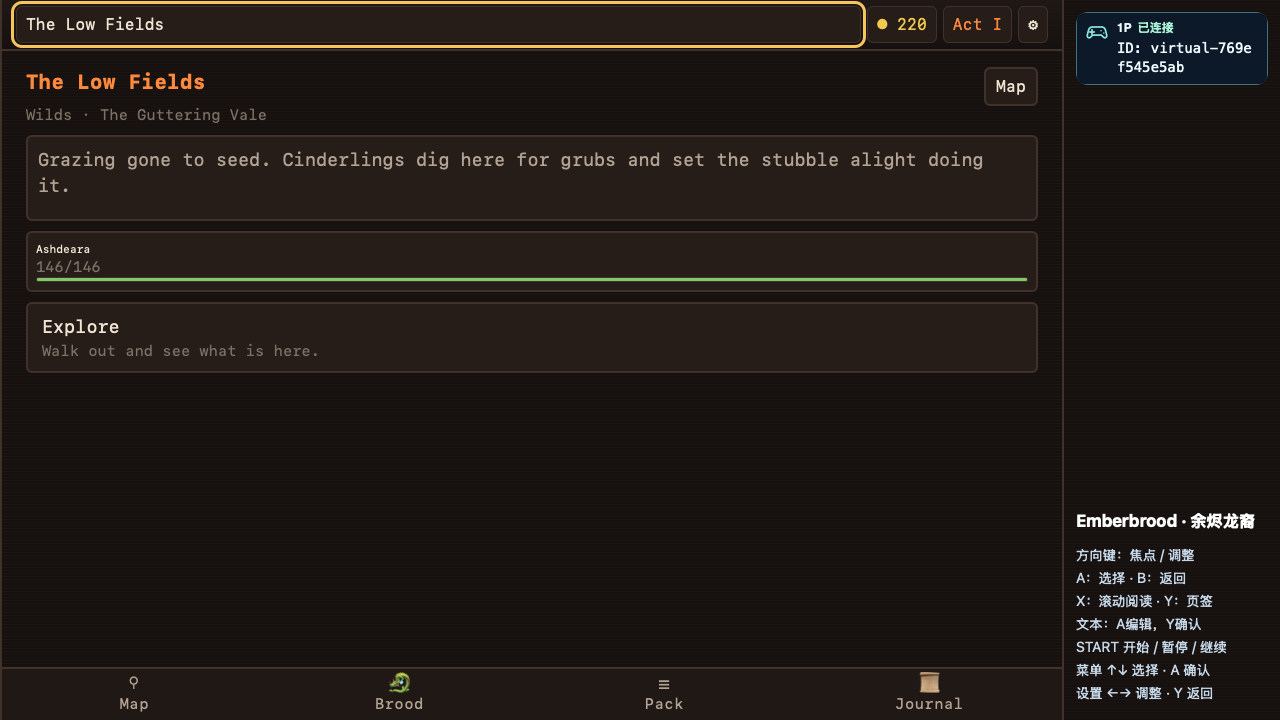 The Low Fields
220
Act I
The Low Fields
Map
Wilds · The Guttering Vale
Grazing gone to seed. Cinderlings dig here for grubs and set the stubble alight doing
it.
Ashdeara
146/146
Explore
Walk out and see what is here.
Map
Brood
Pack
Journal
1P 已连接
ID: virtual-769e
f545e5ab
Emberbrood · 余烬龙裔
方向键：焦点 / 调整
A：选择 · B：返回
X：滚动阅读 · Y：页签
文本：A编辑，Y确认
START 开始 / 暂停 / 继续
菜单 ↑↓ 选择 · A 确认
设置 ←→ 调整 · Y 返回